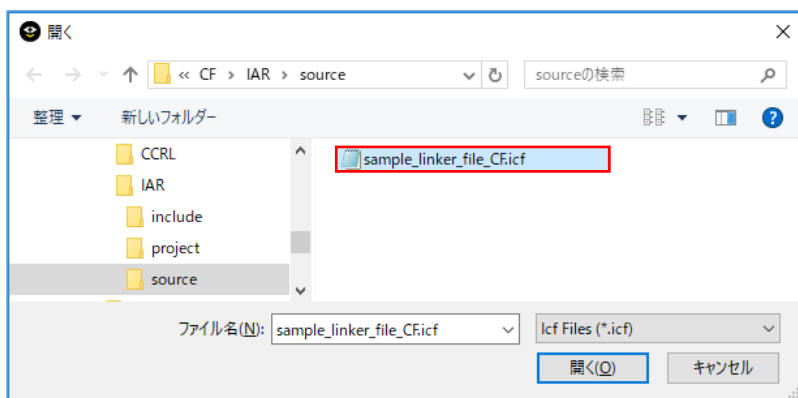 開く
« CF > IAR > source
sourceの検索
整理
新しいフォルダー
CCRL
IAR
include
project
source
sample_linker_file_CF.icf
ファイル名(N):
sample_linker_file_CF.icf
Icf Files (*.icf)
開く(O)
キャンセル